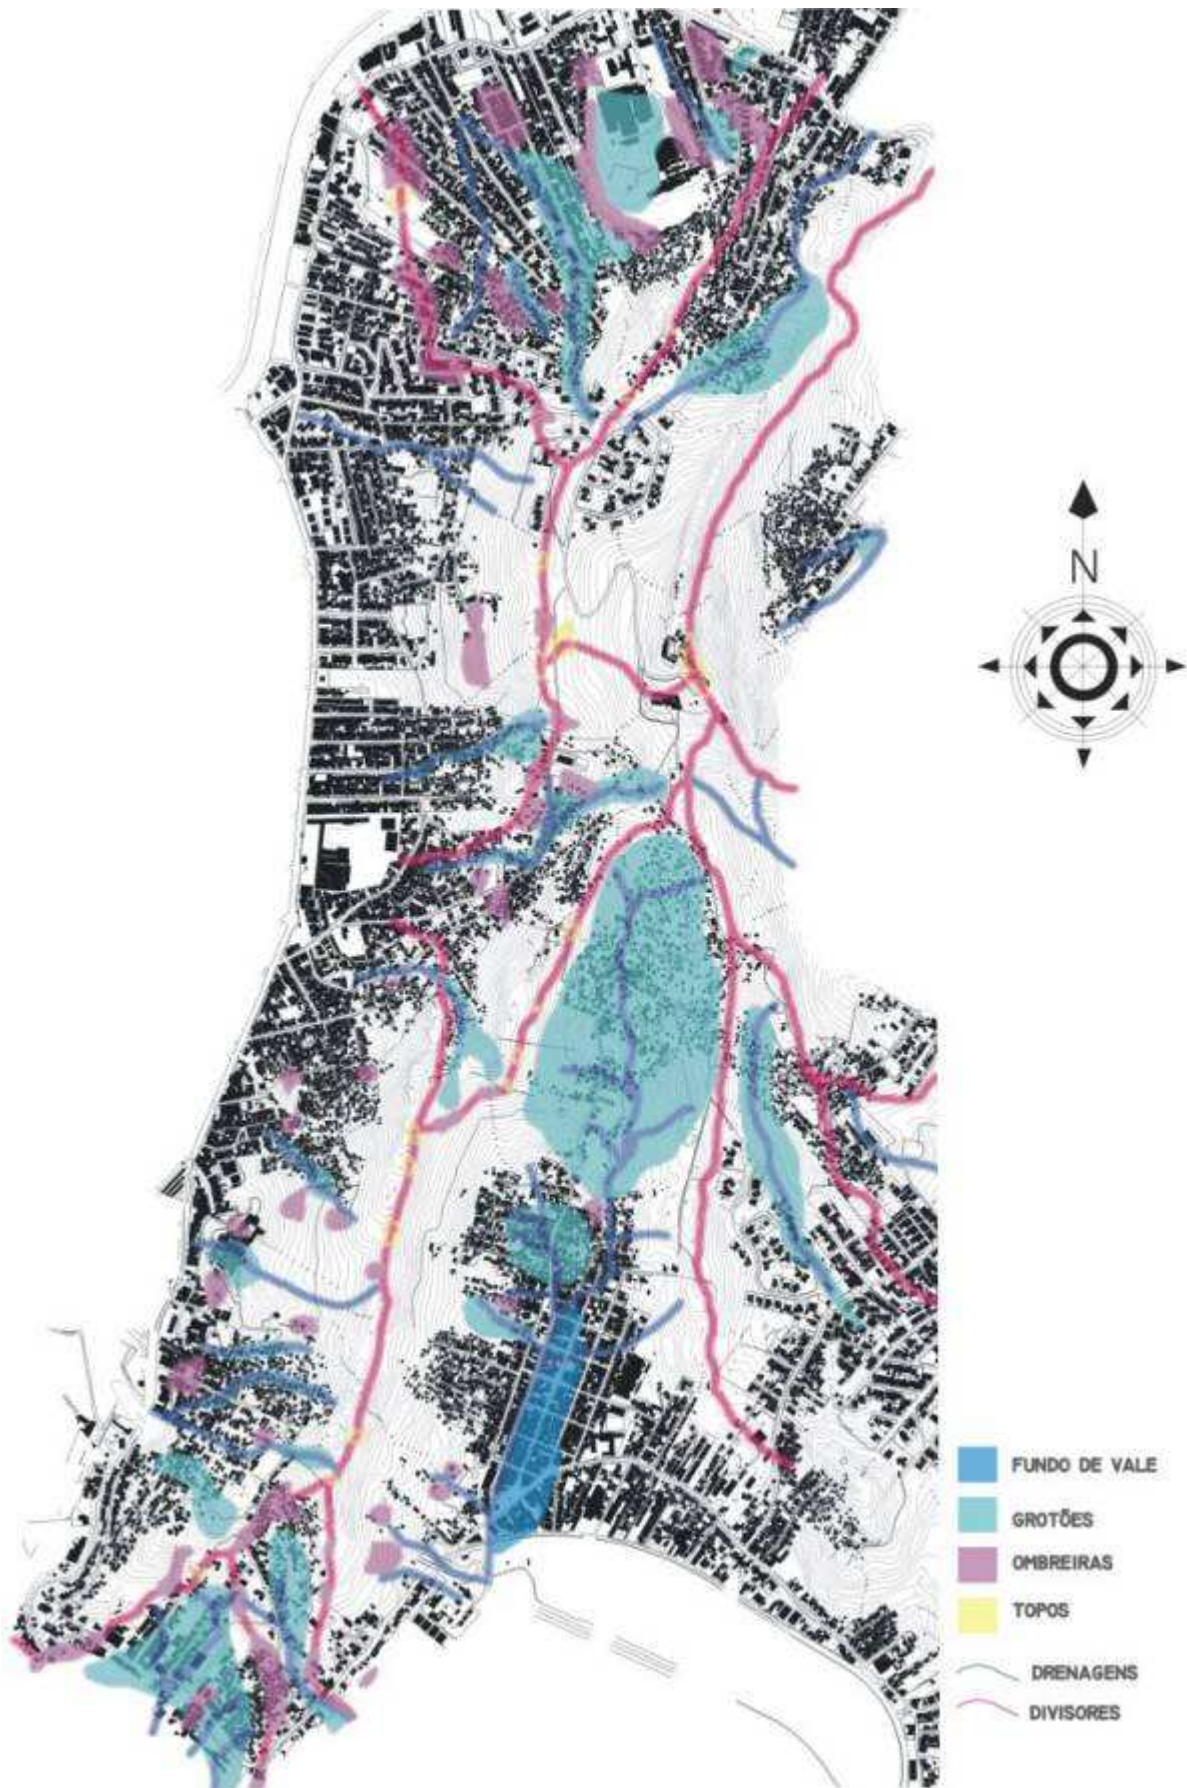 N
FUNDO DE VALE
GROTÕES
OMBREIRAS
TOPOS
DRENAGENS
DIVISORES